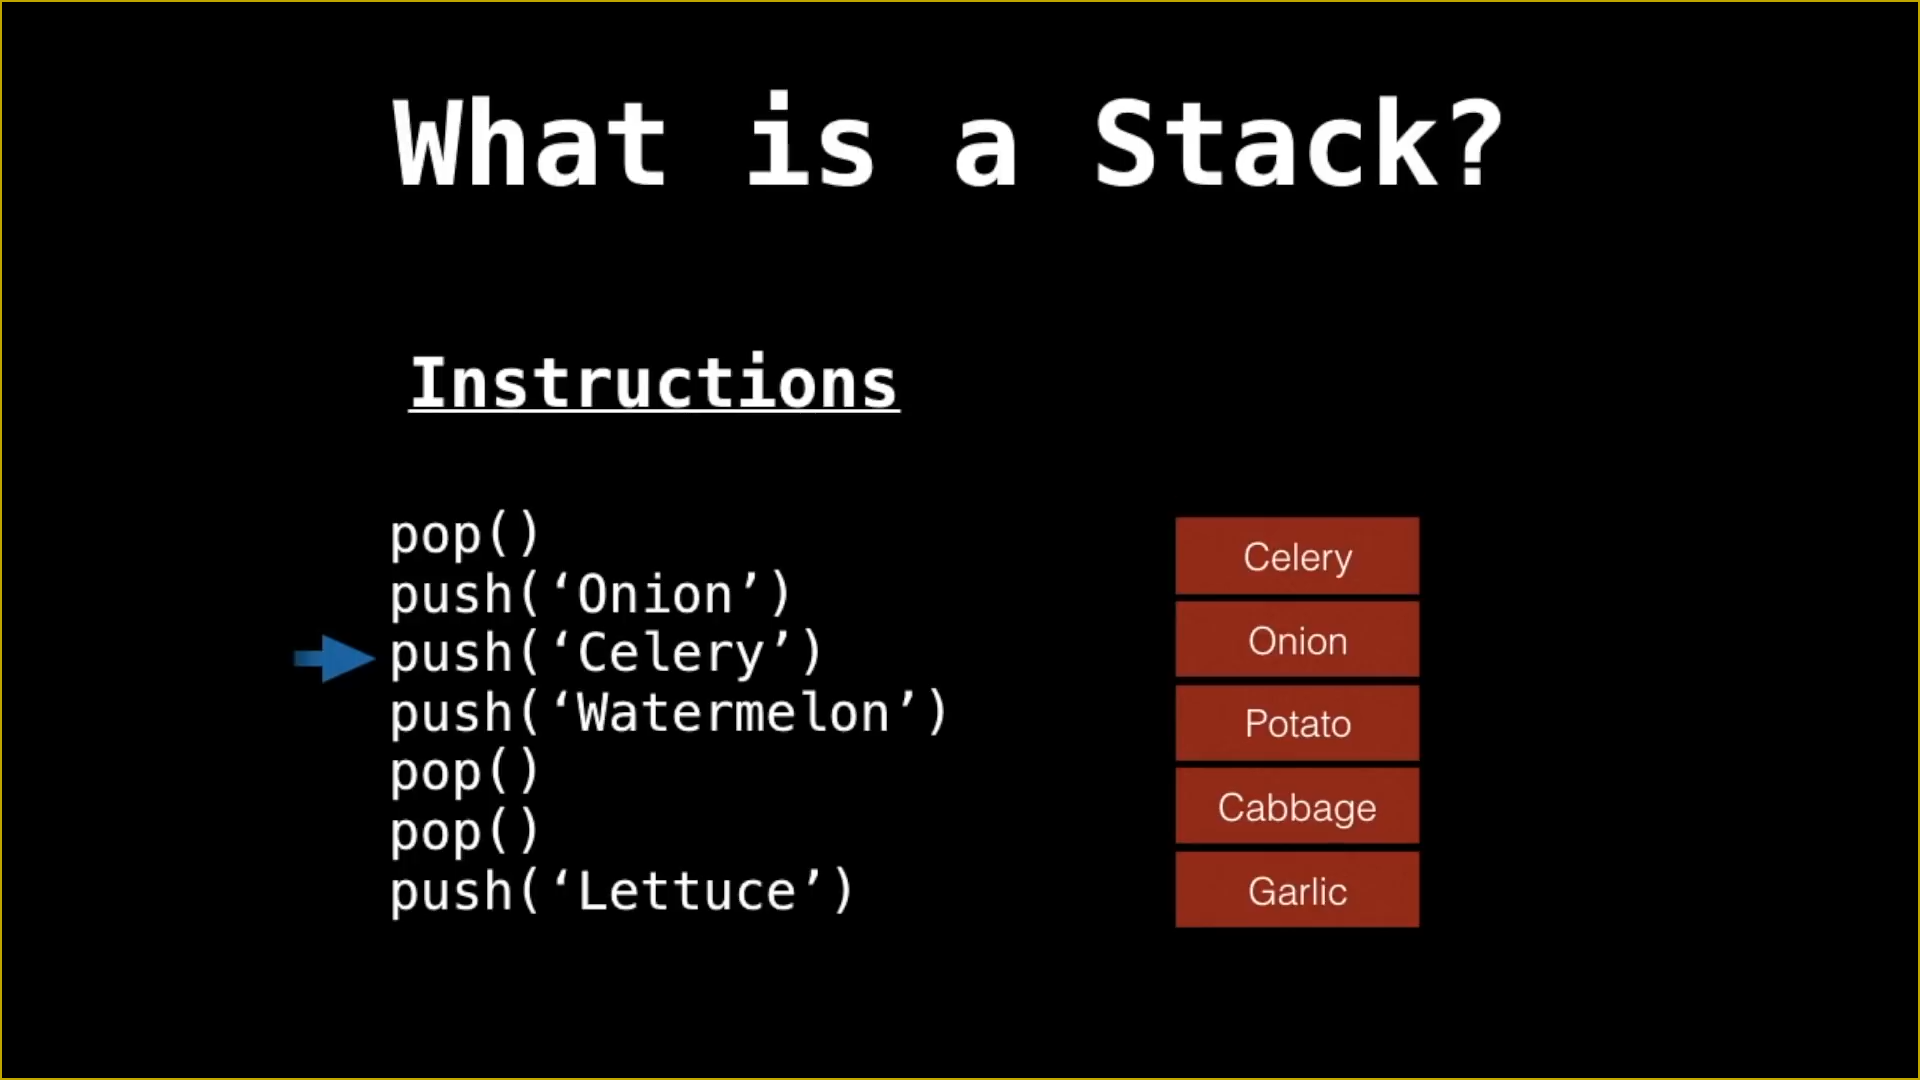 What is a Stack?
Instructions
pop()
push(‘Onion’)
push(‘Celery’)
push(‘Watermelon’)
pop()
pop()
push(‘Lettuce’)
Celery
Onion
Potato
Cabbage
Garlic